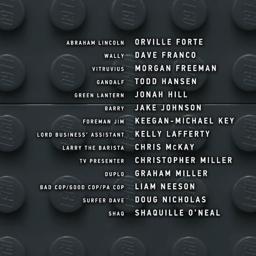 ABRAHAM LINCOLN ORVILLE FORTE
WALLY DAVE FRANCO
VITRUVIUS MORGAN FREEMAN
GANDALF TODD HANSEN
GREEN LANTERN JONAH HILL
BARRY JAKE JOHNSON
FOREMAN JIM KEEGAN-MICHAEL KEY
LORD BUSINESS' ASSISTANT KELLY LAFFERTY
LARRY THE BARISTA CHRIS McKAY
TV PRESENTER CHRISTOPHER MILLER
DUPLO GRAHAM MILLER
BAD COP/GOOD COP/PA COP LIAM NEESON
SURFER DAVE DOUG NICHOLAS
SHAQ SHAQUILLE O'NEAL